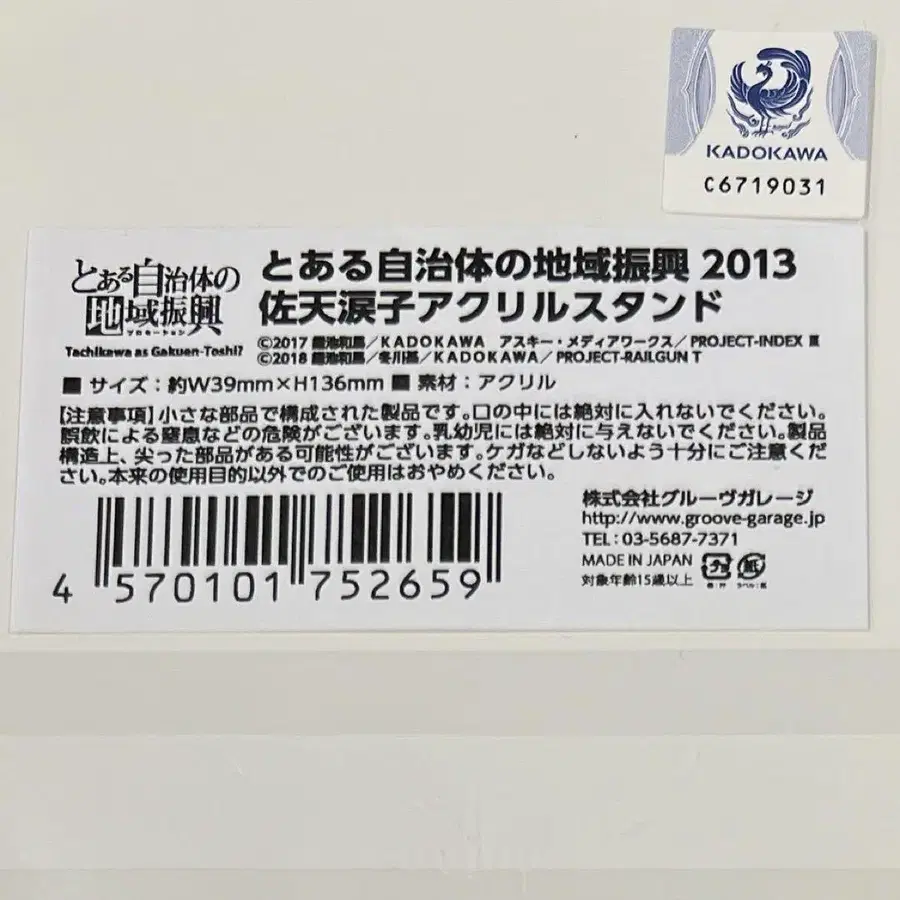 KADOKAWA
C6719031
とある自治体の
地域振興
プロモーション
Tachikawa as Gakuen-Toshi?
とある自治体の地域振興 2013
佐天涙子アクリルスタンド
©2017 鎌池和馬／KADOKAWA アスキー・メディアワークス／PROJECT-INDEX Ⅲ
©2018 鎌池和馬／冬川基／KADOKAWA／PROJECT-RAILGUN T
■ サイズ：約W39mm×H136mm ■ 素材：アクリル
【注意事項】小さな部品で構成された製品です。口の中には絶対に入れないでください。
誤飲による窒息などの危険がございます。乳幼児には絶対に与えないでください。製品
構造上、尖った部品がある可能性がございます。ケガなどしないよう十分にご注意くだ
さい。本来の使用目的以外でのご使用はおやめください。
株式会社グルーヴガレージ
http://www.groove-garage.jp
TEL：03-5687-7371
MADE IN JAPAN
対象年齢15歳以上
4 570101 752659